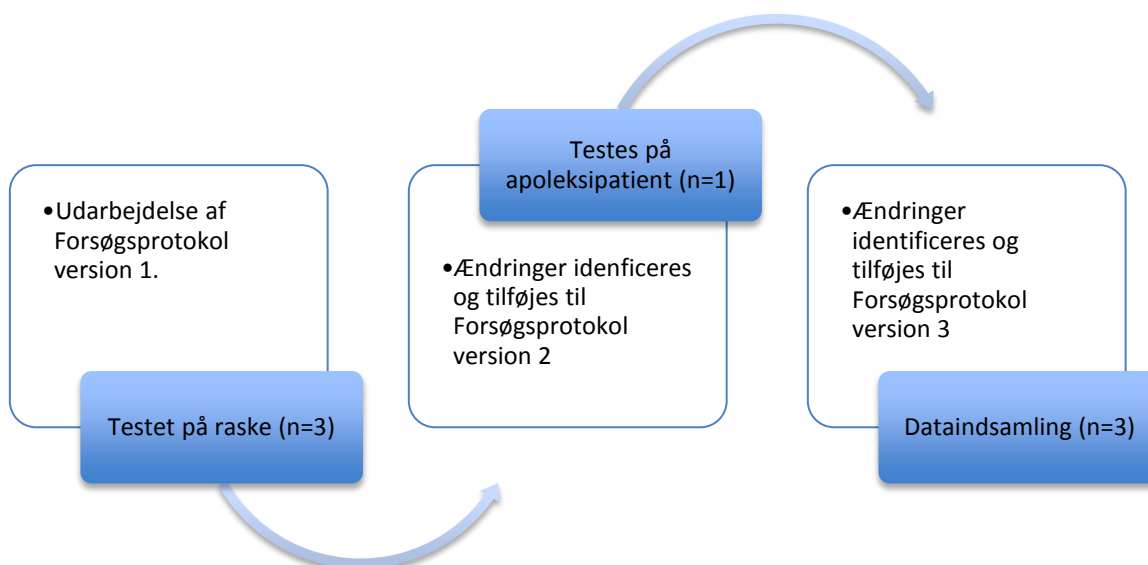 •Udarbejdelse af
Forsøgsprotokol
version 1.
Testet på raske (n=3)
Testes på
apoleksipatient (n=1)
•Ændringer idenficeres
og tilføjes til
Forsøgsprotokol
version 2
•Ændringer
identificeres og
tilføjes til
Forsøgsprotokol
version 3
Dataindsamling (n=3)